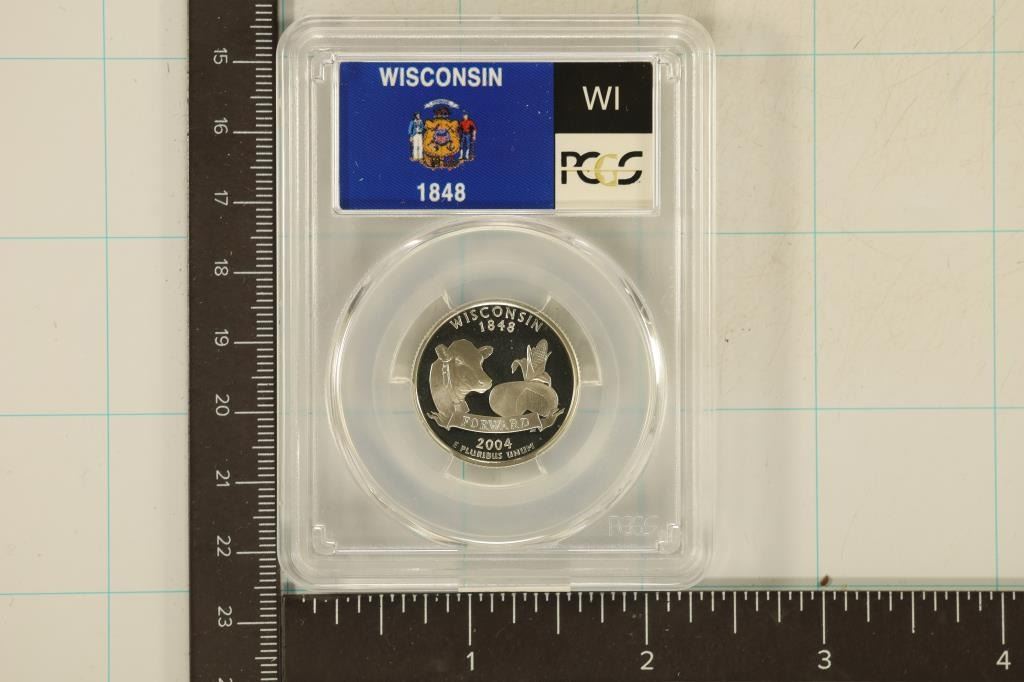 WISCONSIN
1848
WI
PCGS
WISCONSIN
1848
FORWARD
2004
E PLURIBUS UNUM
PCGS
15
16
17
18
19
20
21
22
23
1 2 3 4